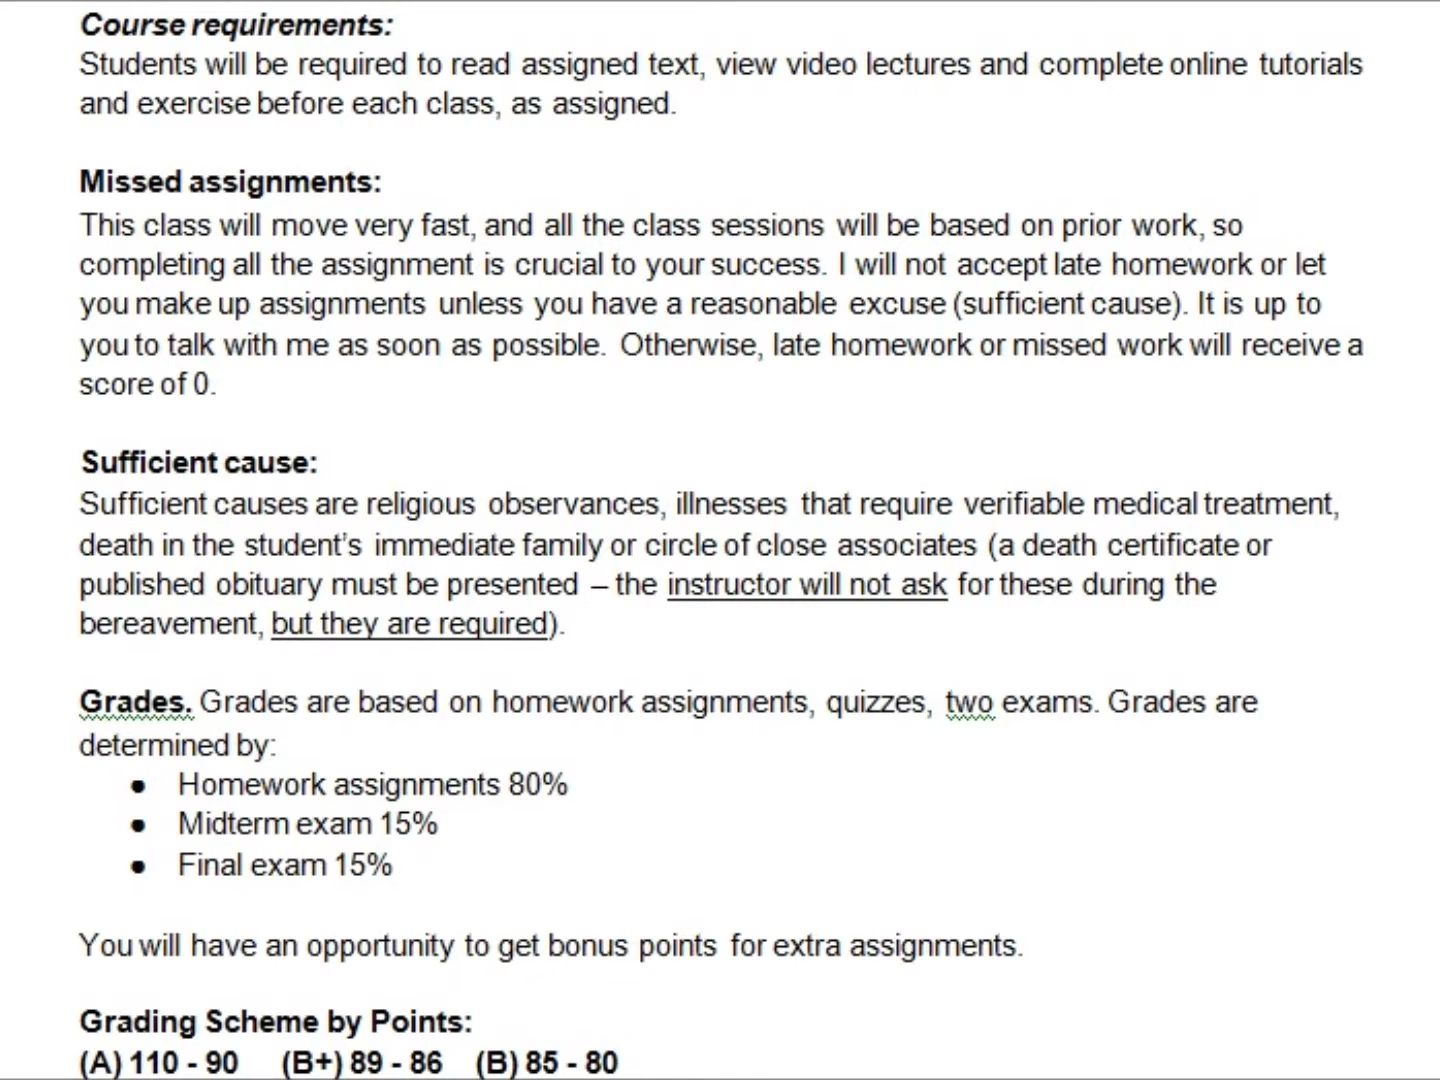 Course requirements:
Students will be required to read assigned text, view video lectures and complete online tutorials
and exercise before each class, as assigned.
Missed assignments:
This class will move very fast, and all the class sessions will be based on prior work, so
completing all the assignment is crucial to your success. I will not accept late homework or let
you make up assignments unless you have a reasonable excuse (sufficient cause). It is up to
you to talk with me as soon as possible. Otherwise, late homework or missed work will receive a
score of 0.
Sufficient cause:
Sufficient causes are religious observances, illnesses that require verifiable medical treatment,
death in the student's immediate family or circle of close associates (a death certificate or
published obituary must be presented – the instructor will not ask for these during the
bereavement, but they are required).
Grades. Grades are based on homework assignments, quizzes, two exams. Grades are
determined by:
● Homework assignments 80%
● Midterm exam 15%
● Final exam 15%
You will have an opportunity to get bonus points for extra assignments.
Grading Scheme by Points:
(A) 110 - 90 (B+) 89 - 86 (B) 85 - 80